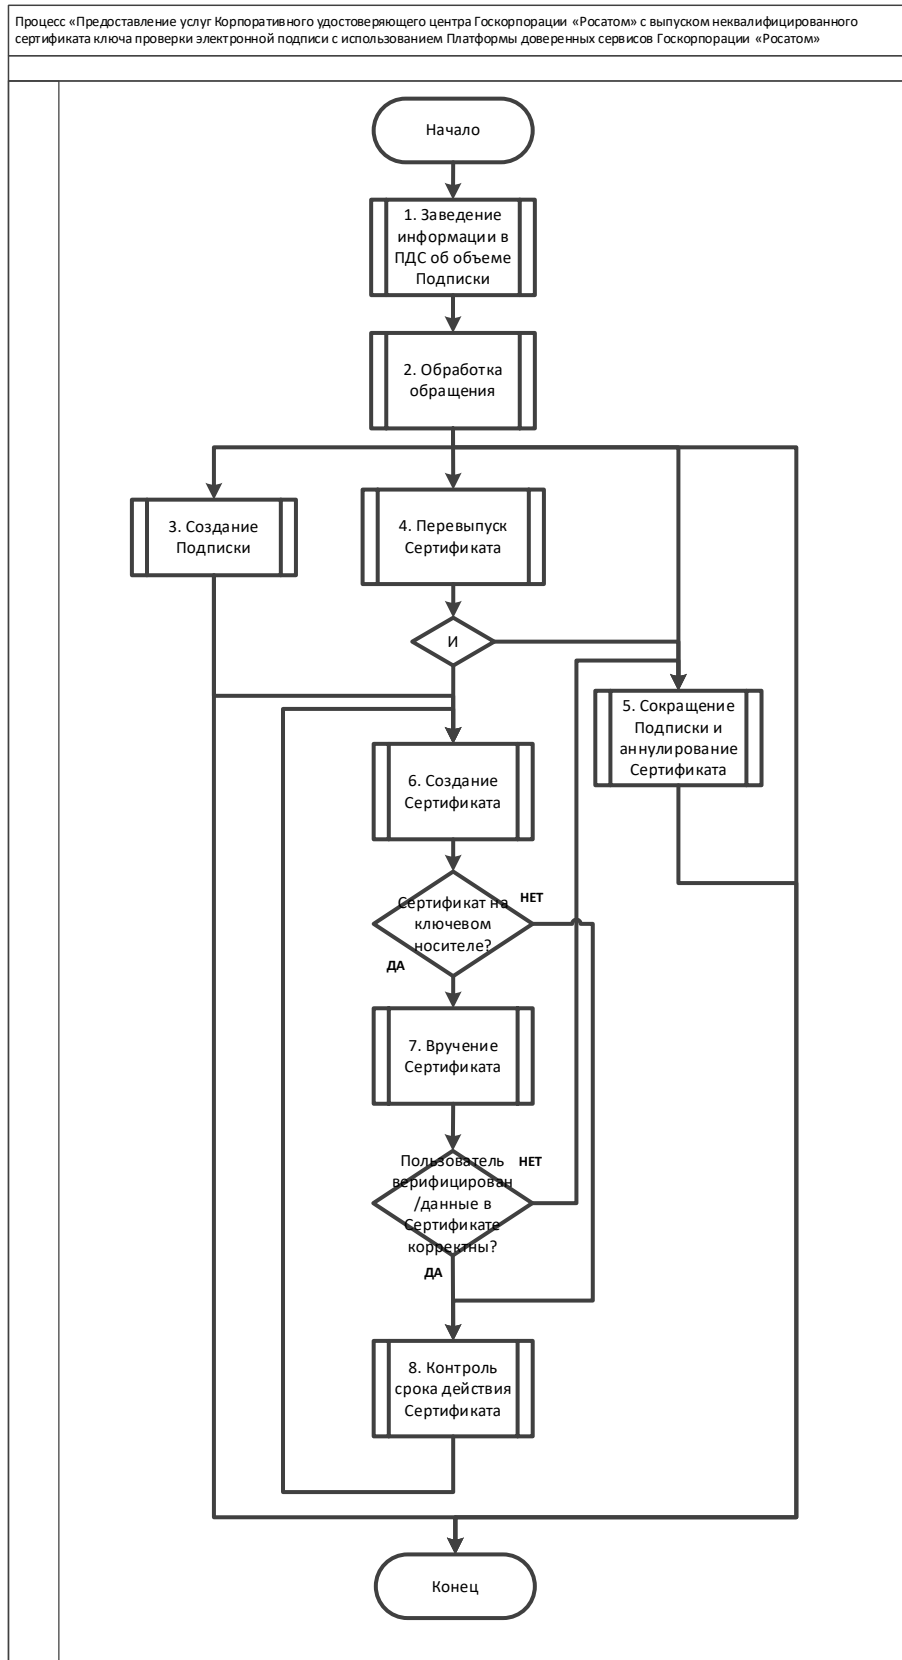 Процесс «Предоставление услуг Корпоративного удостоверяющего центра Госкорпорации «Росатом» с выпуском неквалифицированного
сертификата ключа проверки электронной подписи с использованием Платформы доверенных сервисов Госкорпорации «Росатом»
Начало
1. Заведение
информации в
ПДС об объеме
Подписки
2. Обработка
обращения
3. Создание
Подписки
4. Перевыпуск
Сертификата
И
5. Сокращение
Подписки и
аннулирование
Сертификата
6. Создание
Сертификата
Сертификат на
ключевом
носителе?
НЕТ
ДА
7. Вручение
Сертификата
Пользователь
верифицирован
/данные в
Сертификате
корректны?
НЕТ
ДА
8. Контроль
срока действия
Сертификата
Конец